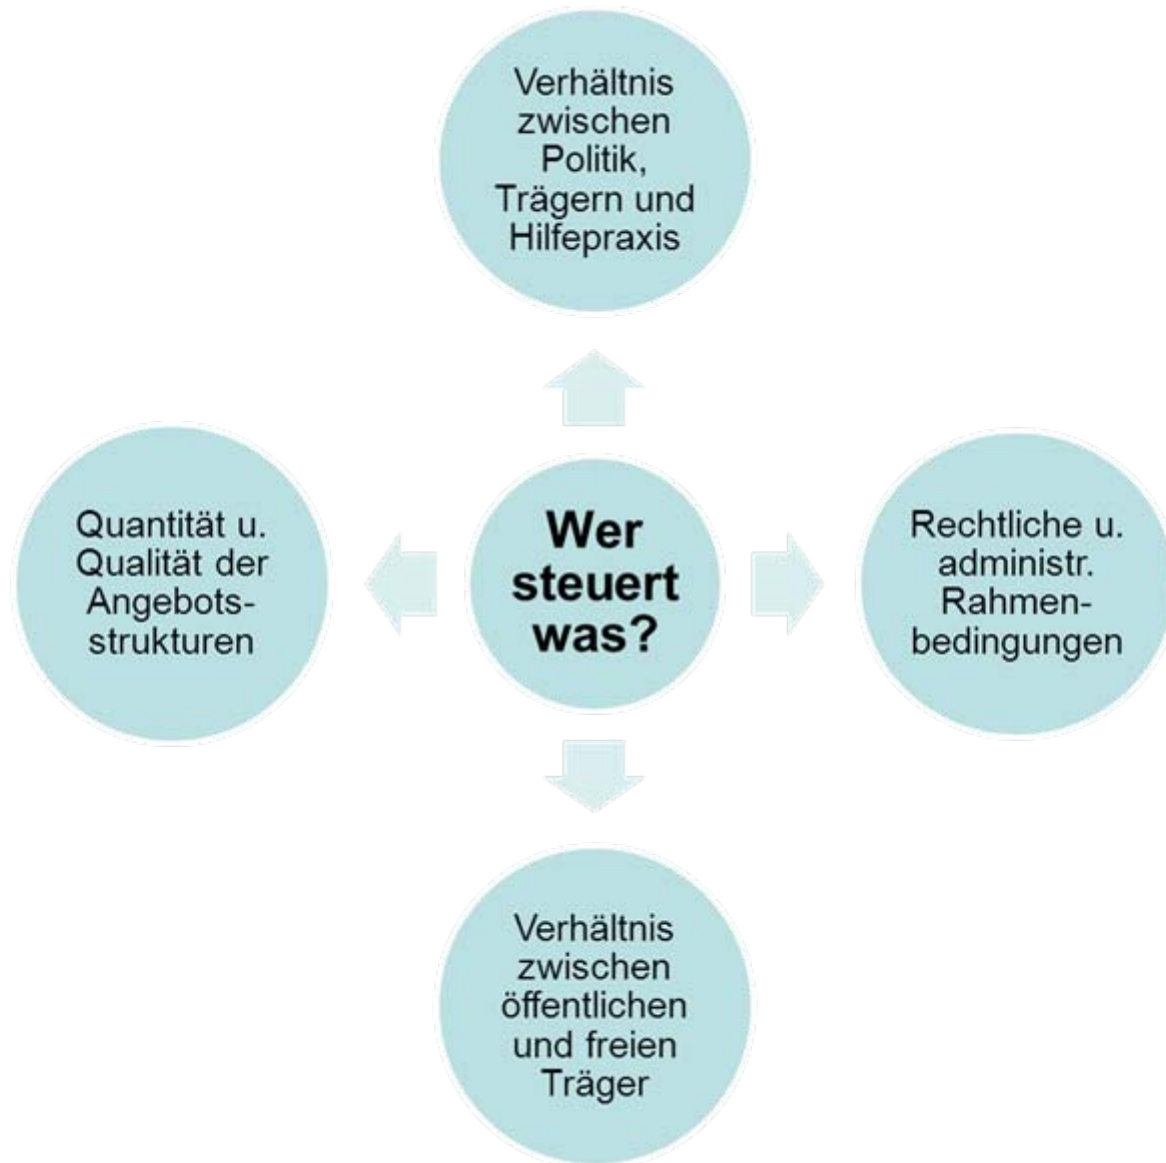 Verhältnis
zwischen
Politik,
Trägern und
Hilfepraxis
Quantität u.
Qualität der
Angebots-
strukturen
Wer
steuert
was?
Rechtliche u.
administr.
Rahmen-
bedingungen
Verhältnis
zwischen
öffentlichen
und freien
Träger